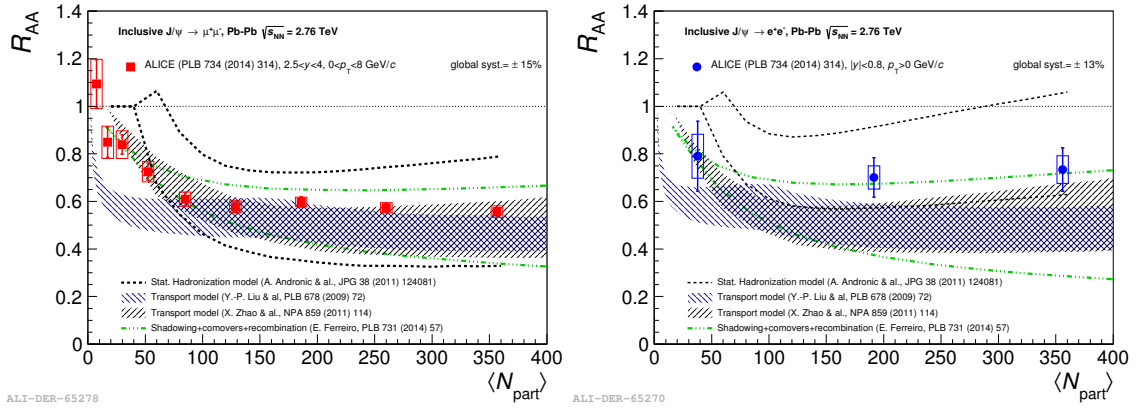 R_AA
Inclusive J/ψ → μ⁺μ⁻, Pb-Pb √s_NN = 2.76 TeV
ALICE (PLB 734 (2014) 314), 2.5<y<4, 0<p_T<8 GeV/c
global syst.= ± 15%
1.4
1.2
1
0.8
0.6
0.4
0.2
0
Stat. Hadronization model (A. Andronic & al., JPG 38 (2011) 124081)
Transport model (Y.-P. Liu & al, PLB 678 (2009) 72)
Transport model (X. Zhao & al., NPA 859 (2011) 114)
Shadowing+comovers+recombination (E. Ferreiro, PLB 731 (2014) 57)
0 50 100 150 200 250 300 350 400
⟨N_part⟩
ALI-DER-65278
R_AA
Inclusive J/ψ → e⁺e⁻, Pb-Pb √s_NN = 2.76 TeV
ALICE (PLB 734 (2014) 314), |y|<0.8, p_T>0 GeV/c
global syst.= ± 13%
1.4
1.2
1
0.8
0.6
0.4
0.2
0
Stat. Hadronization model (A. Andronic & al., JPG 38 (2011) 124081)
Transport model (Y.-P. Liu & al, PLB 678 (2009) 72)
Transport model (X. Zhao & al., NPA 859 (2011) 114)
Shadowing+comovers+recombination (E. Ferreiro, PLB 731 (2014) 57)
0 50 100 150 200 250 300 350 400
⟨N_part⟩
ALI-DER-65270